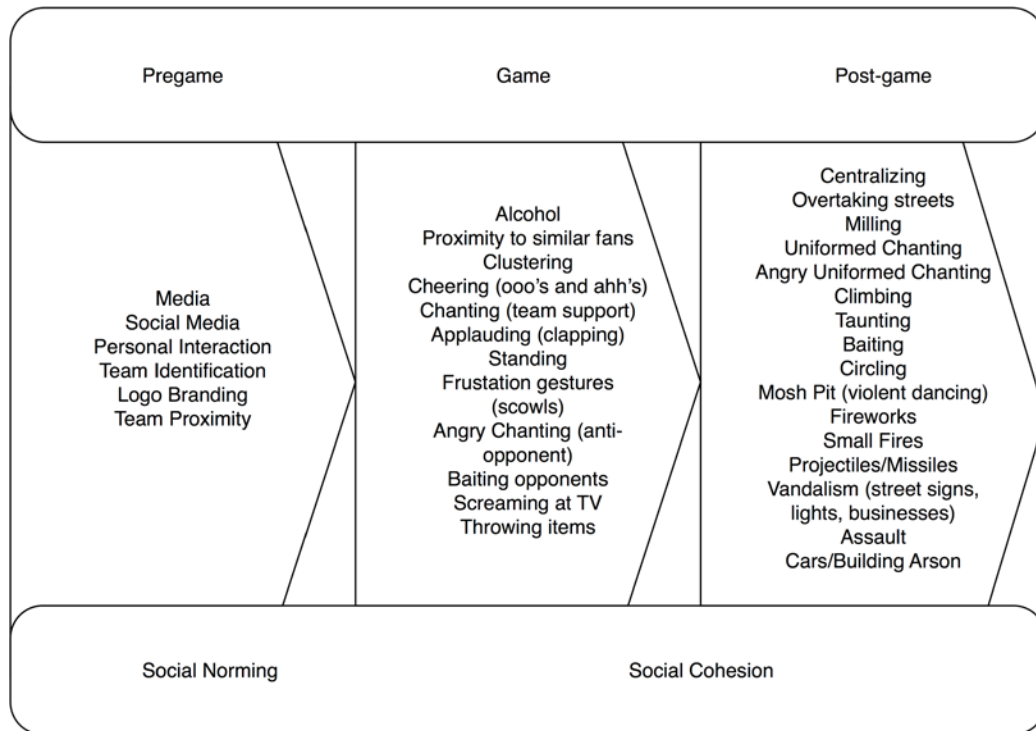 Pregame
Game
Post-game
Media
Social Media
Personal Interaction
Team Identification
Logo Branding
Team Proximity
Alcohol
Proximity to similar fans
Clustering
Cheering (ooo's and ahh's)
Chanting (team support)
Applauding (clapping)
Standing
Frustation gestures
(scowls)
Angry Chanting (anti-
opponent)
Baiting opponents
Screaming at TV
Throwing items
Centralizing
Overtaking streets
Milling
Uniformed Chanting
Angry Uniformed Chanting
Climbing
Taunting
Baiting
Circling
Mosh Pit (violent dancing)
Fireworks
Small Fires
Projectiles/Missiles
Vandalism (street signs,
lights, businesses)
Assault
Cars/Building Arson
Social Norming
Social Cohesion